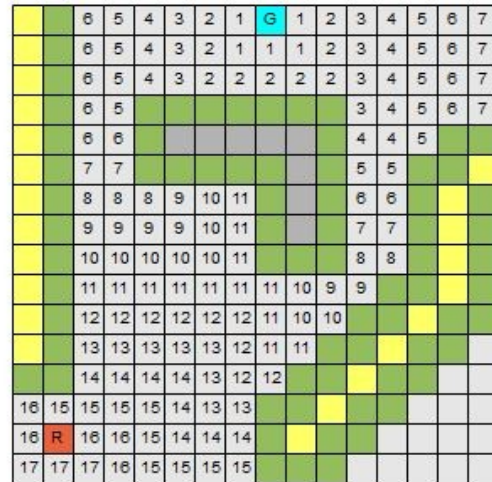 6 5 4 3 2 1 G 1 2 3 4 5 6 7
6 5 4 3 2 1 1 1 2 3 4 5 6 7
6 5 4 3 2 2 2 2 2 3 4 5 6 7
6 5 3 4 5 6 7
6 6 4 4 5
7 7 5 5
8 8 8 9 10 11 6 6
9 9 9 9 10 11 7 7
10 10 10 10 10 11 8 8
11 11 11 11 11 11 11 10 9 9
12 12 12 12 12 12 11 10 10
13 13 13 13 13 12 11 11
14 14 14 14 13 12 12
16 15 15 15 15 14 13 13
16 R 16 16 15 14 14 14
17 17 17 16 15 15 15 15